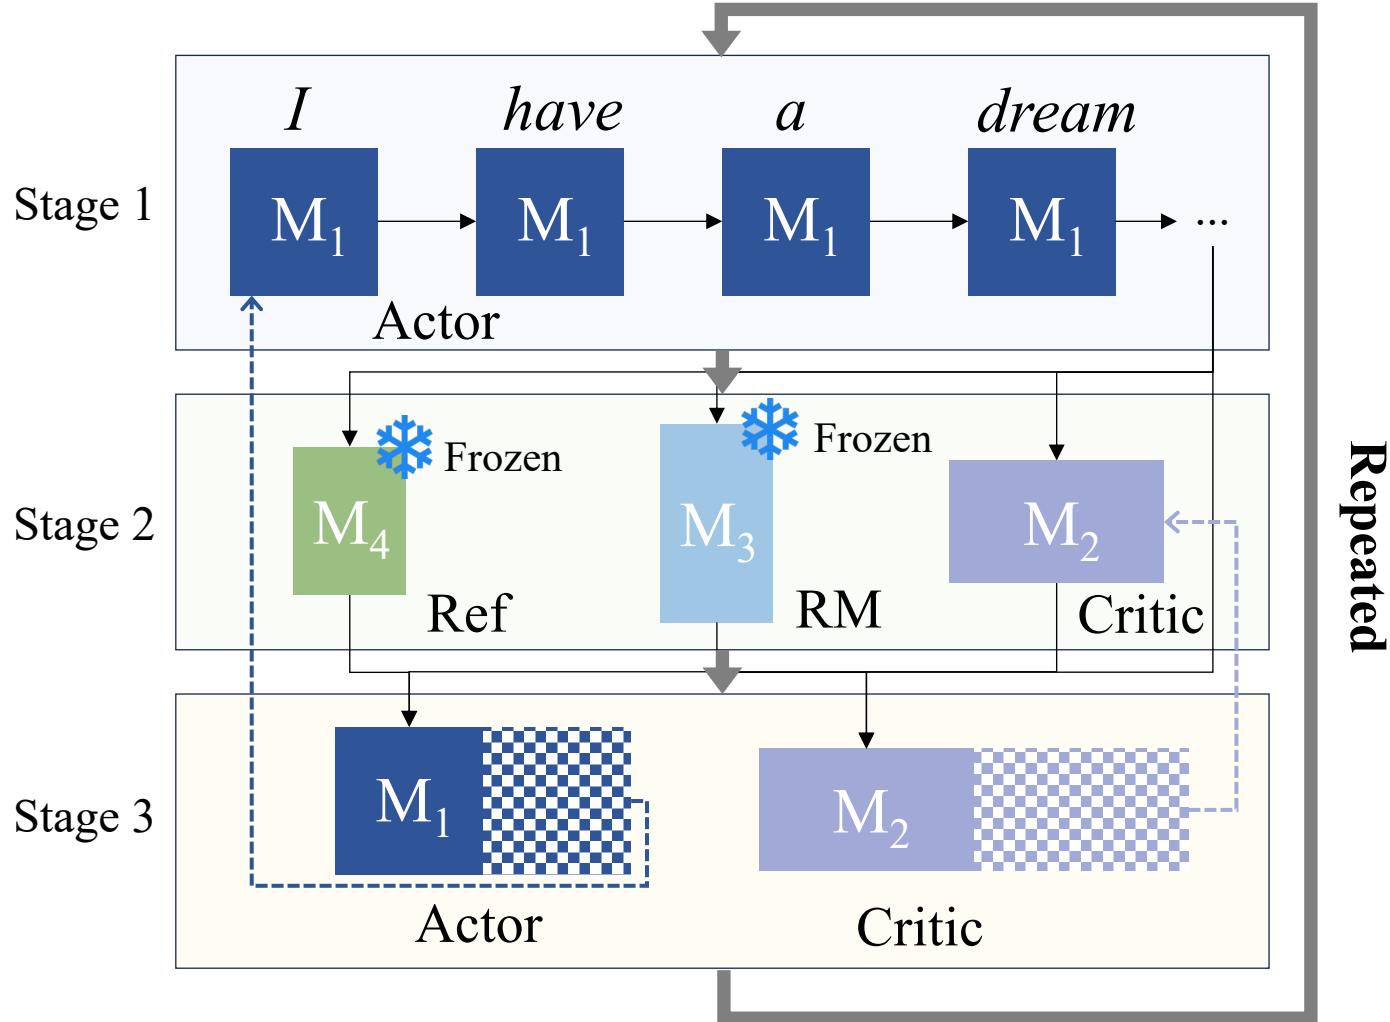 I have a dream
Stage 1
M1 M1 M1 M1 ...
Actor
Frozen
Frozen
Stage 2
M4
M3
M2
Ref
RM
Critic
Repeated
Stage 3
M1
M2
Actor
Critic